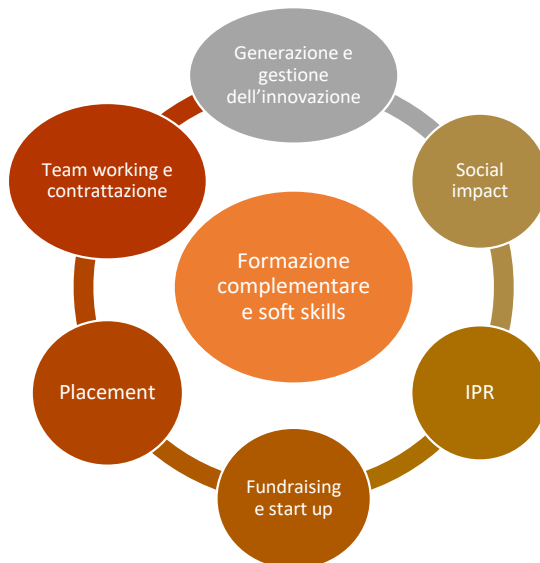 Generazione e
gestione
dell’innovazione
Team working e
contrattazione
Social
impact
Formazione
complementare
e soft skills
Placement
IPR
Fundraising
e start up